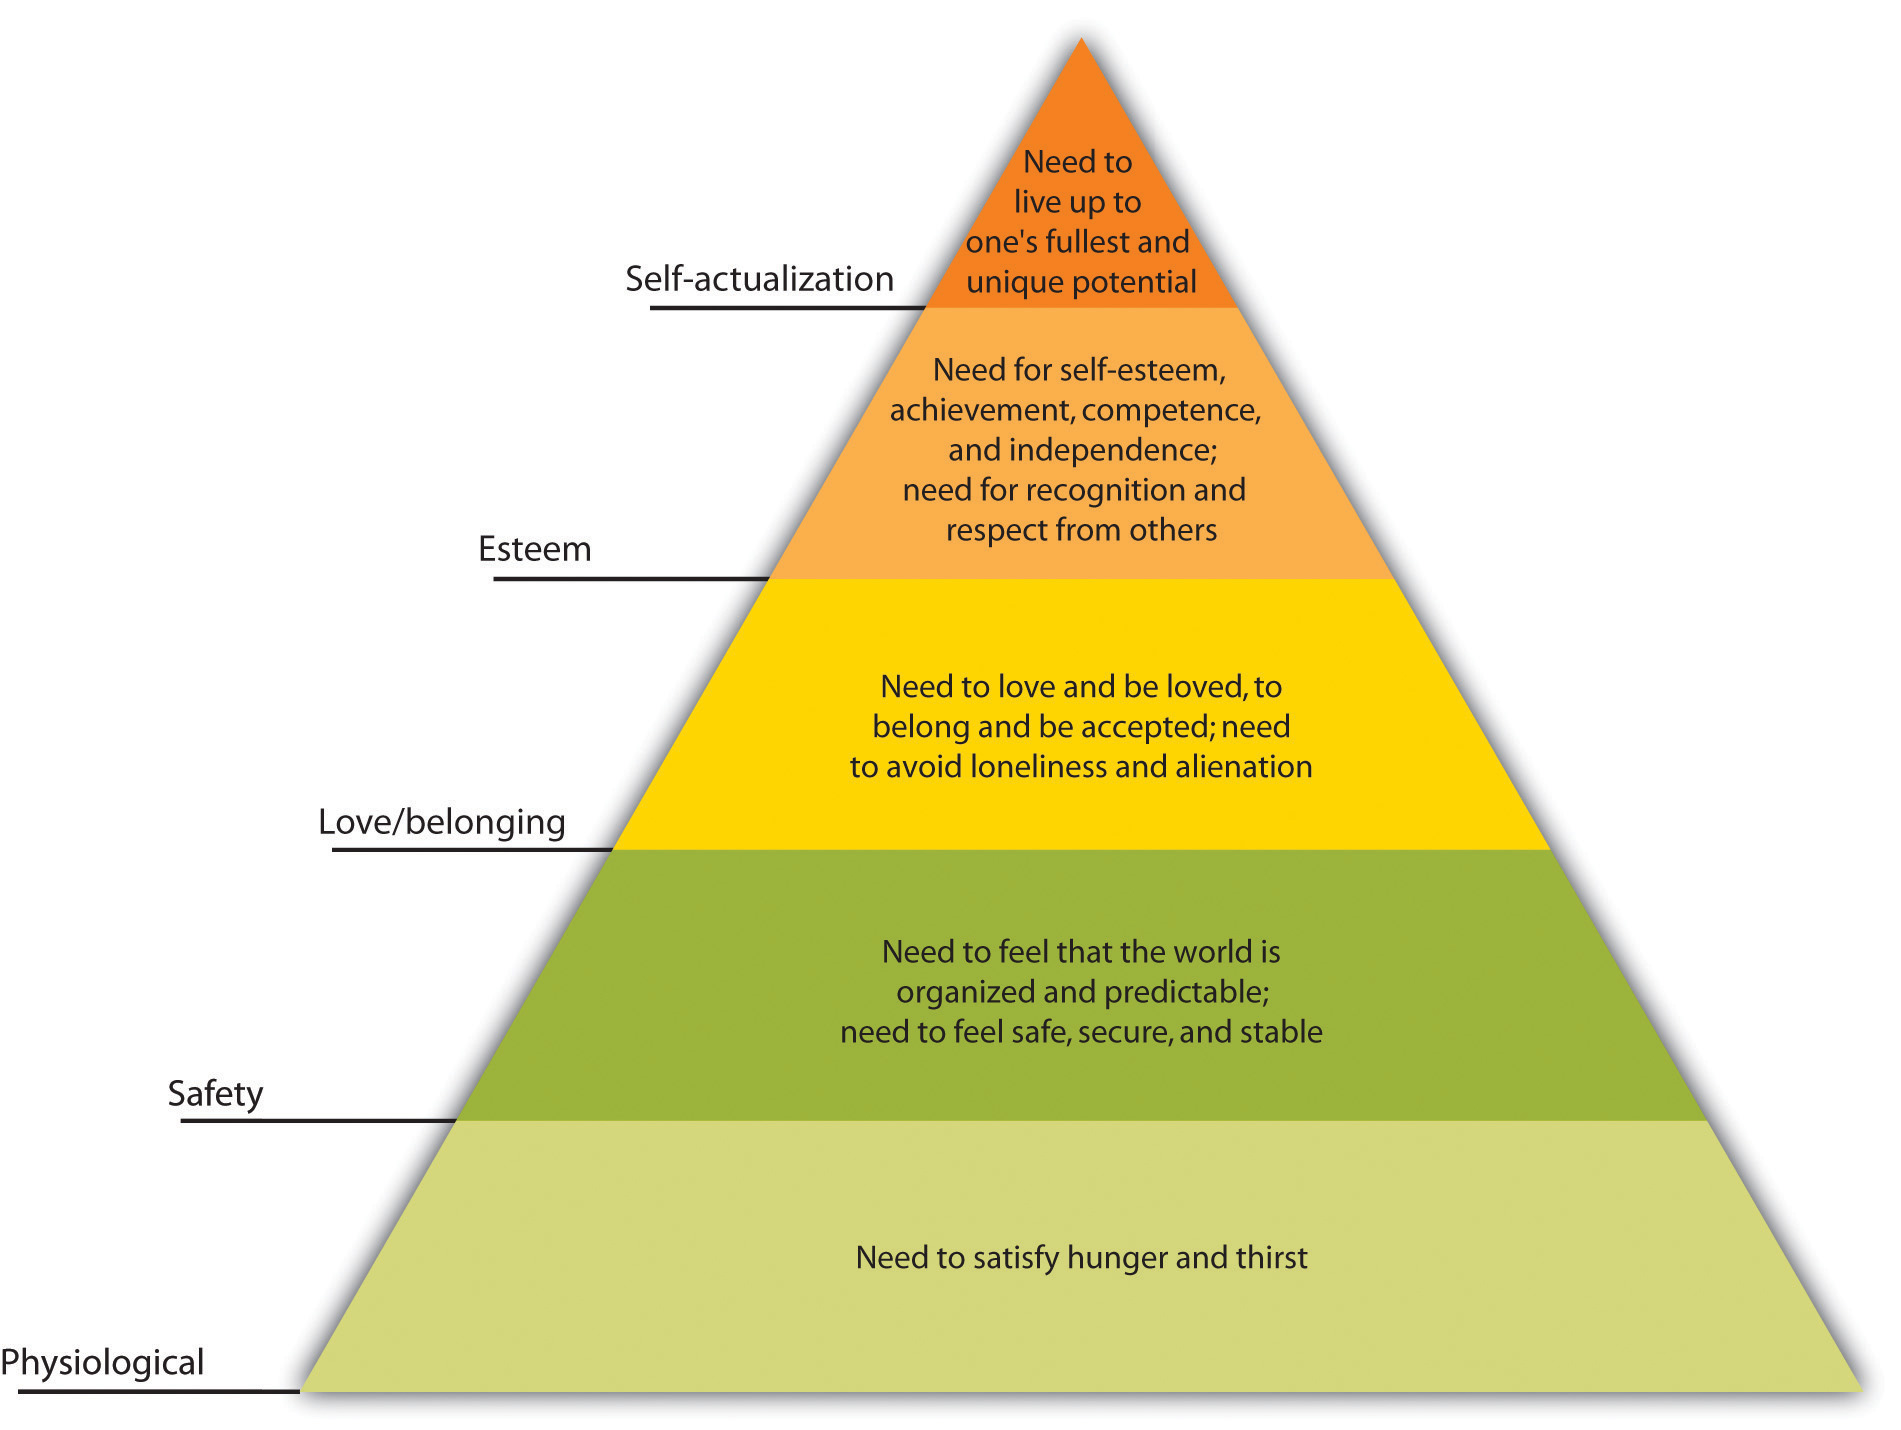 Need to
live up to
one's fullest and
unique potential
Self-actualization
Need for self-esteem,
achievement, competence,
and independence;
need for recognition and
respect from others
Esteem
Need to love and be loved, to
belong and be accepted; need
to avoid loneliness and alienation
Love/belonging
Need to feel that the world is
organized and predictable;
need to feel safe, secure, and stable
Safety
Need to satisfy hunger and thirst
Physiological